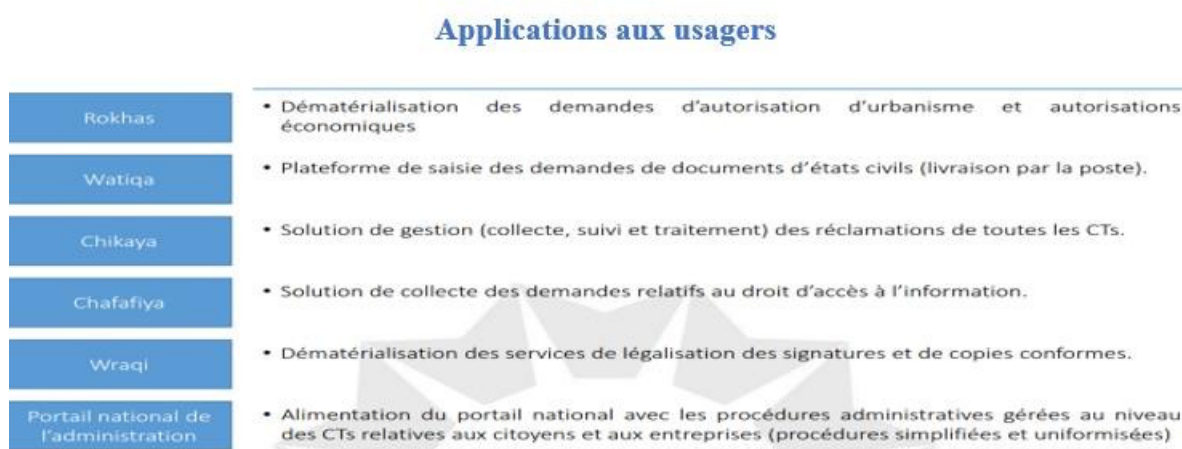 Applications aux usagers
Rokhas
• Dématérialisation des demandes d'autorisation d'urbanisme et autorisations
économiques
Watiqa
• Plateforme de saisie des demandes de documents d'états civils (livraison par la poste).
Chikaya
• Solution de gestion (collecte, suivi et traitement) des réclamations de toutes les CTs.
Chafafiya
• Solution de collecte des demandes relatifs au droit d'accès à l'information.
Wraqi
• Dématérialisation des services de légalisation des signatures et de copies conformes.
Portail national de
l'administration
• Alimentation du portail national avec les procédures administratives gérées au niveau
des CTs relatives aux citoyens et aux entreprises (procédures simplifiées et uniformisées)